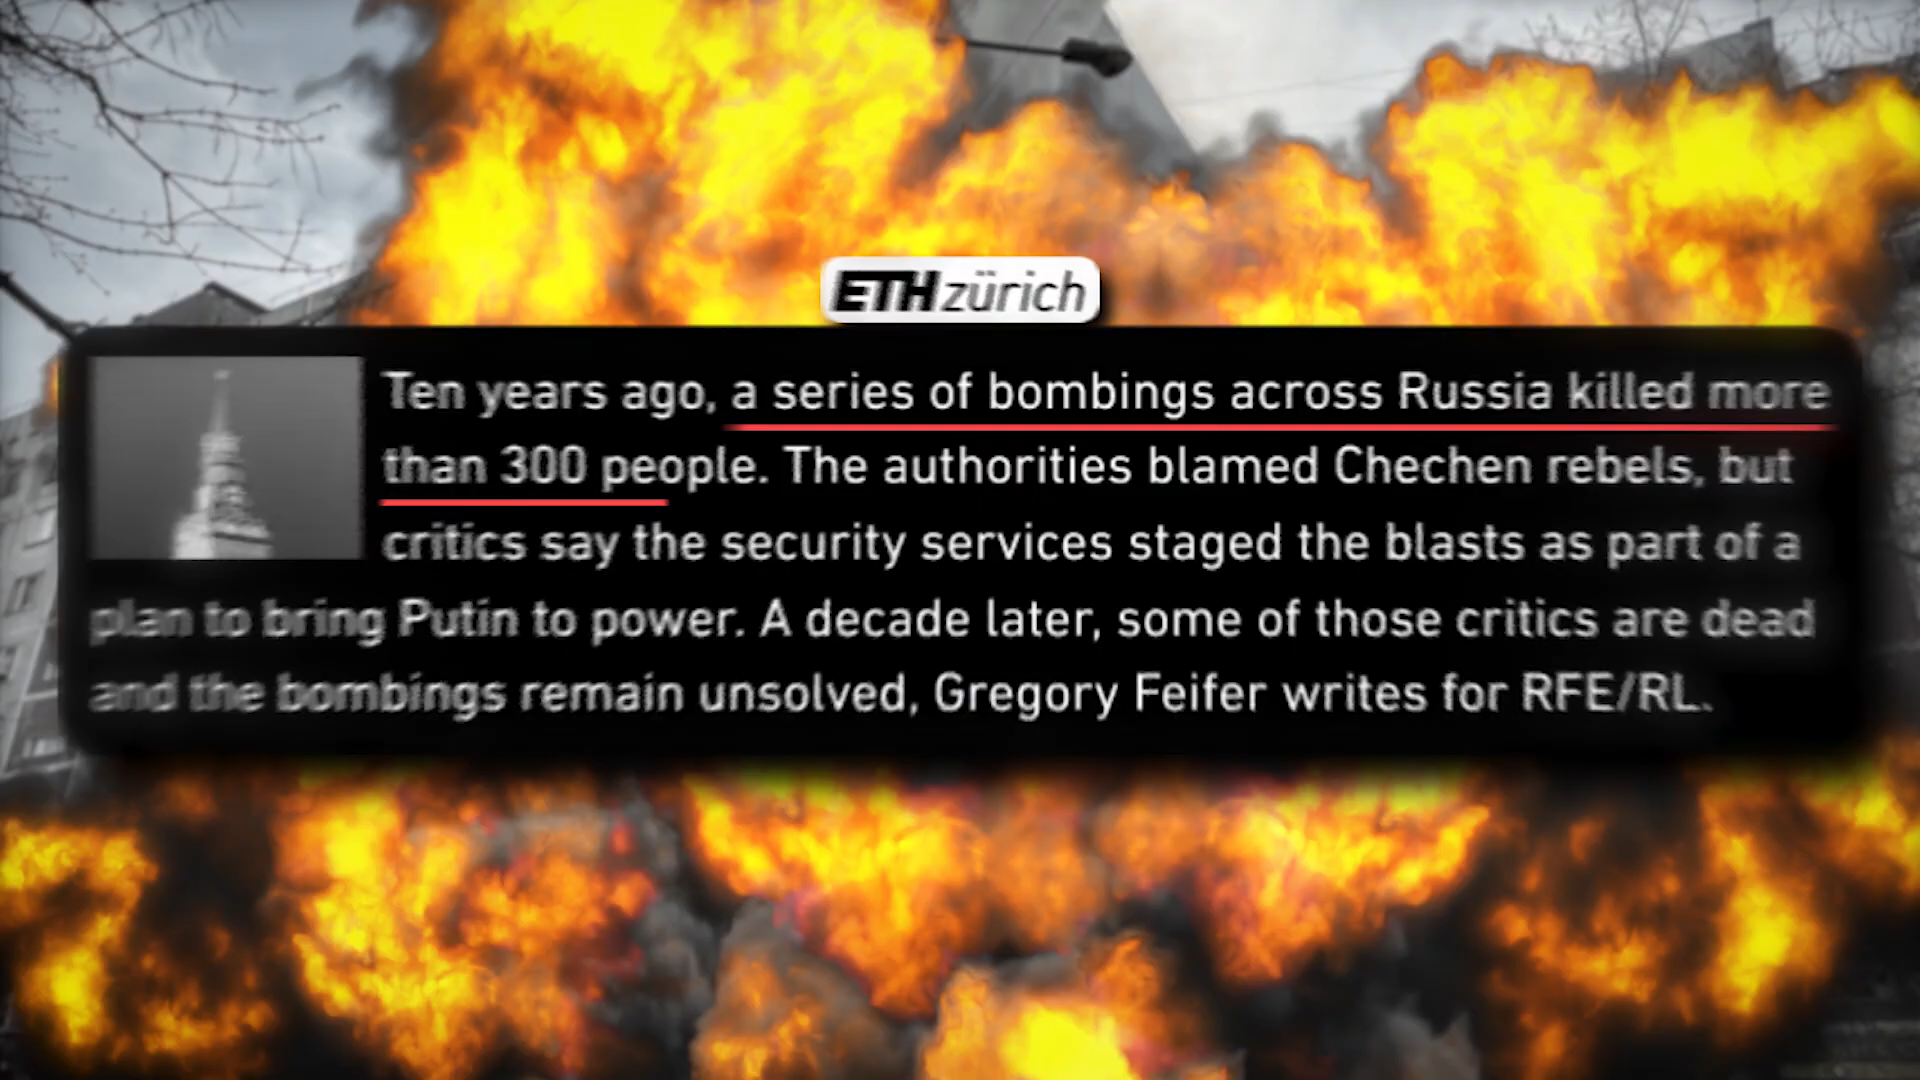 ETH zürich
Ten years ago, a series of bombings across Russia killed more
than 300 people. The authorities blamed Chechen rebels, but
critics say the security services staged the blasts as part of a
plan to bring Putin to power. A decade later, some of those critics are dead
and the bombings remain unsolved, Gregory Feifer writes for RFE/RL.